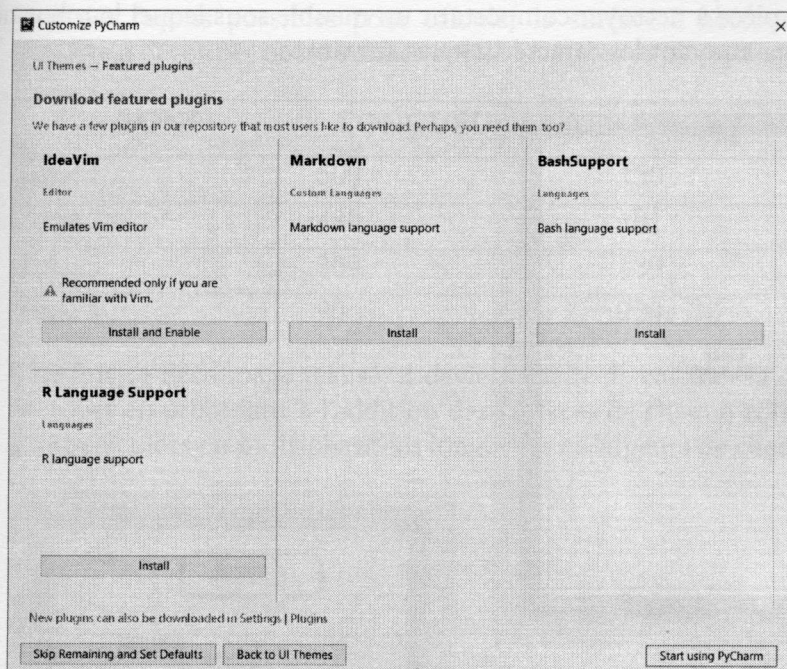 Customize PyCharm
UI Themes – Featured plugins
Download featured plugins
We have a few plugins in our repository that most users like to download. Perhaps, you need them too?
IdeaVim
Editor
Emulates Vim editor
Recommended only if you are
familiar with Vim.
Install and Enable
Markdown
Custom Languages
Markdown language support
Install
BashSupport
Languages
Bash language support
Install
R Language Support
Languages
R language support
Install
New plugins can also be downloaded in Settings | Plugins
Skip Remaining and Set Defaults
Back to UI Themes
Start using PyCharm